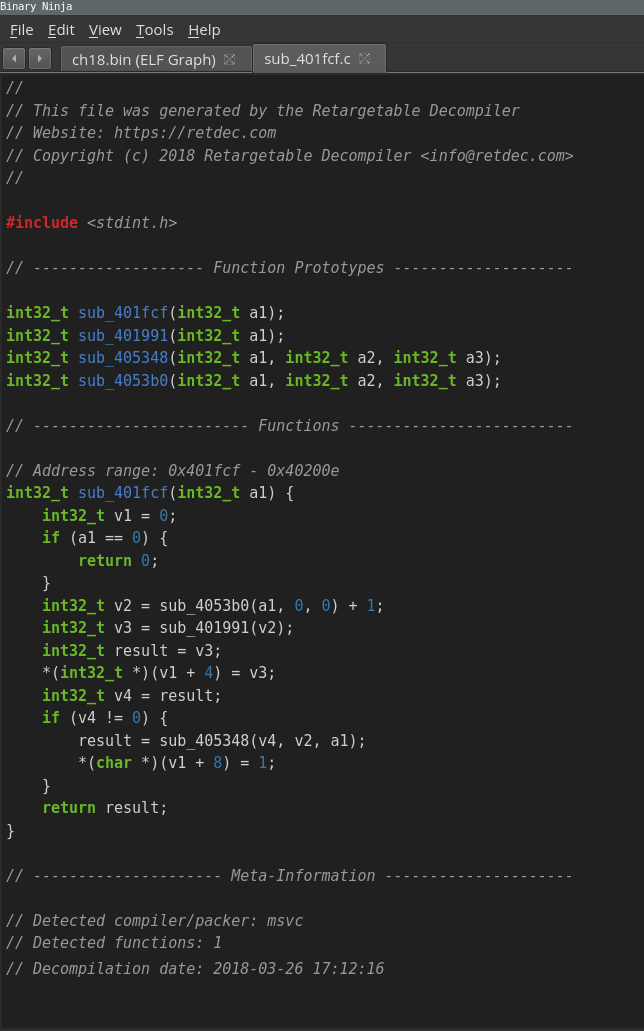 Binary Ninja
File Edit View Tools Help
ch18.bin (ELF Graph) sub_401fcf.c
//
// This file was generated by the Retargetable Decompiler
// Website: https://retdec.com
// Copyright (c) 2018 Retargetable Decompiler <info@retdec.com>
//
#include <stdint.h>
// ------------------- Function Prototypes --------------------
int32_t sub_401fcf(int32_t a1);
int32_t sub_401991(int32_t a1);
int32_t sub_405348(int32_t a1, int32_t a2, int32_t a3);
int32_t sub_4053b0(int32_t a1, int32_t a2, int32_t a3);
// ------------------------ Functions -------------------------
// Address range: 0x401fcf - 0x40200e
int32_t sub_401fcf(int32_t a1) {
    int32_t v1 = 0;
    if (a1 == 0) {
        return 0;
    }
    int32_t v2 = sub_4053b0(a1, 0, 0) + 1;
    int32_t v3 = sub_401991(v2);
    int32_t result = v3;
    *(int32_t *)(v1 + 4) = v3;
    int32_t v4 = result;
    if (v4 != 0) {
        result = sub_405348(v4, v2, a1);
        *(char *)(v1 + 8) = 1;
    }
    return result;
}
// --------------------- Meta-Information ---------------------
// Detected compiler/packer: msvc
// Detected functions: 1
// Decompilation date: 2018-03-26 17:12:16